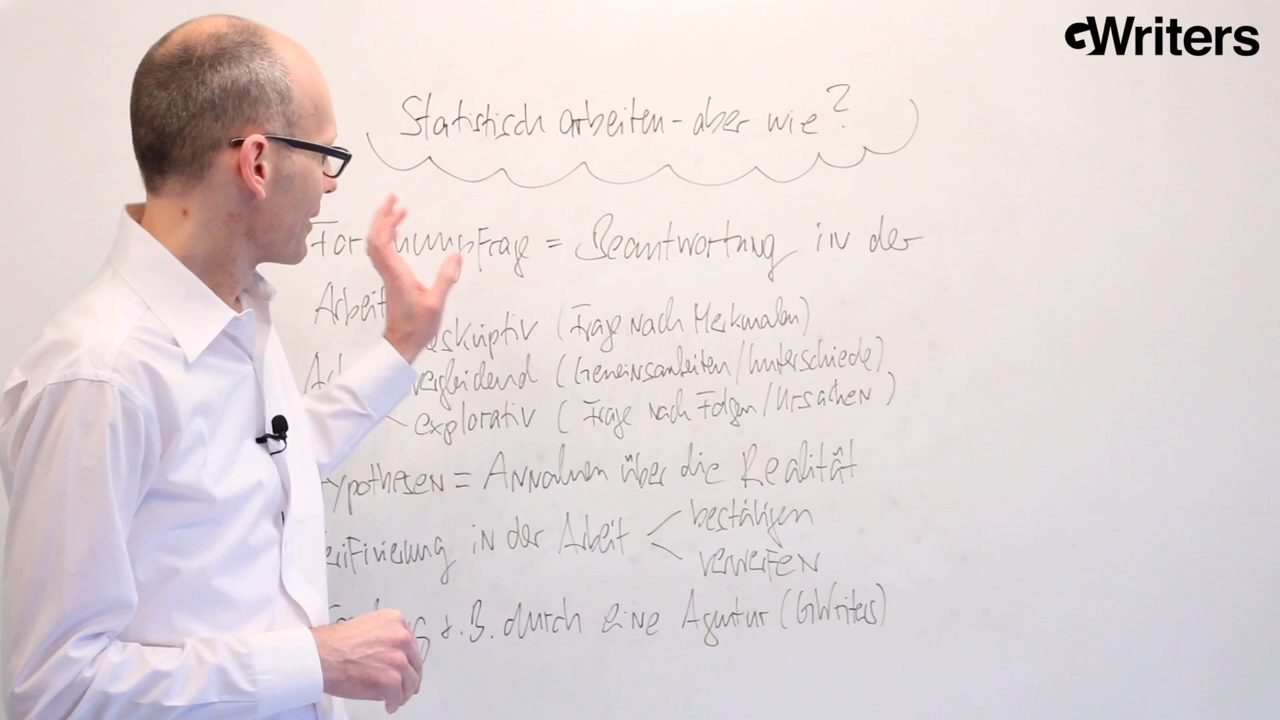 GWriters
Statistisch arbeiten - aber wie?
Forschungsfrage = Beantwortung in der
Arbeit
deskriptiv (Frage nach Merkmalen)
vergleichend (Gemeinsamkeiten/Unterschiede)
explorativ (Frage nach Folgen/Ursachen)
Hypothesen = Annahmen über die Realität
Verifizierung in der Arbeit < bestätigen
verwerfen
z.B. durch eine Agentur (GWriters)